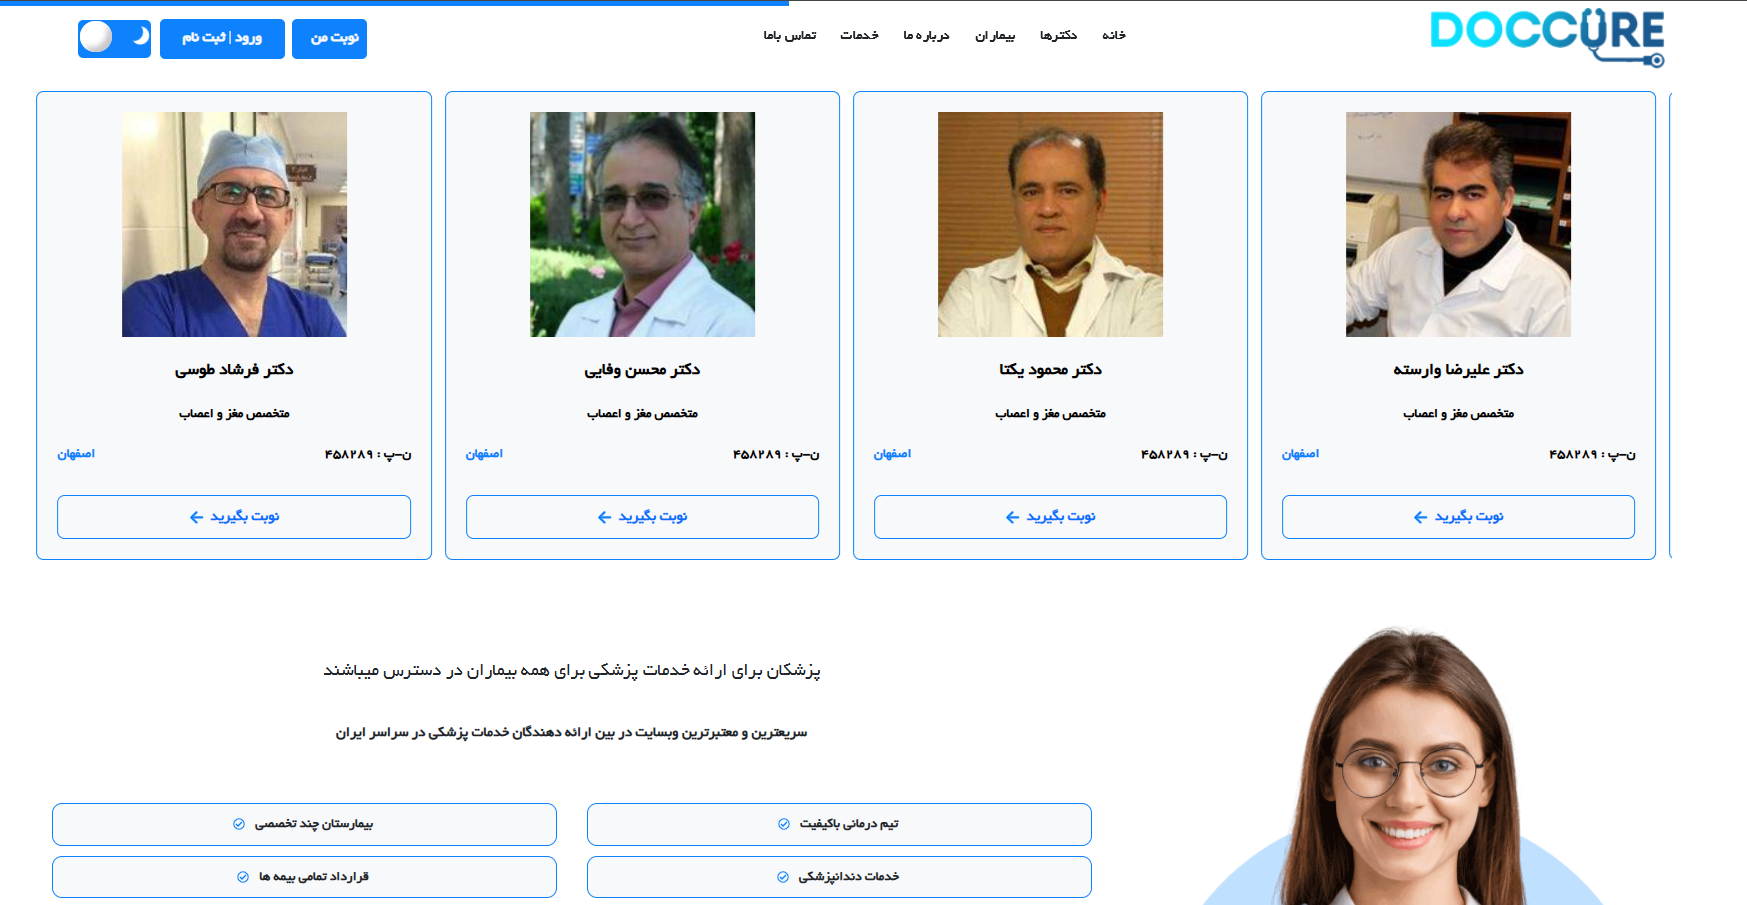 DOCCURE
خانه
دکترها
بیماران
درباره ما
خدمات
تماس باما
نوبت من
ورود | ثبت نام
دکتر علیرضا وارسته
متخصص مغز و اعصاب
ن-پ : ۴۵۸۲۸۹
اصفهان
نوبت بگیرید
دکتر محمود یکتا
متخصص مغز و اعصاب
ن-پ : ۴۵۸۲۸۹
اصفهان
نوبت بگیرید
دکتر محسن وفایی
متخصص مغز و اعصاب
ن-پ : ۴۵۸۲۸۹
اصفهان
نوبت بگیرید
دکتر فرشاد طوسی
متخصص مغز و اعصاب
ن-پ : ۴۵۸۲۸۹
اصفهان
نوبت بگیرید
پزشکان برای ارائه خدمات پزشکی برای همه بیماران در دسترس میباشند
سریعترین و معتبرترین وبسایت در بین ارائه دهندگان خدمات پزشکی در سراسر ایران
تیم درمانی باکیفیت
بیمارستان چند تخصصی
خدمات دندانپزشکی
قرارداد تمامی بیمه ها